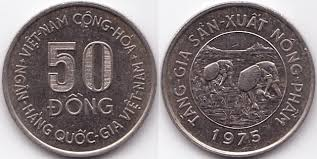 VIỆT-NAM CỘNG-HÒA
50
ĐỒNG
NGÂN-HÀNG QUỐC-GIA VIỆT-NAM
TĂNG-GIA SẢN-XUẤT NÔNG-PHẨM
1975